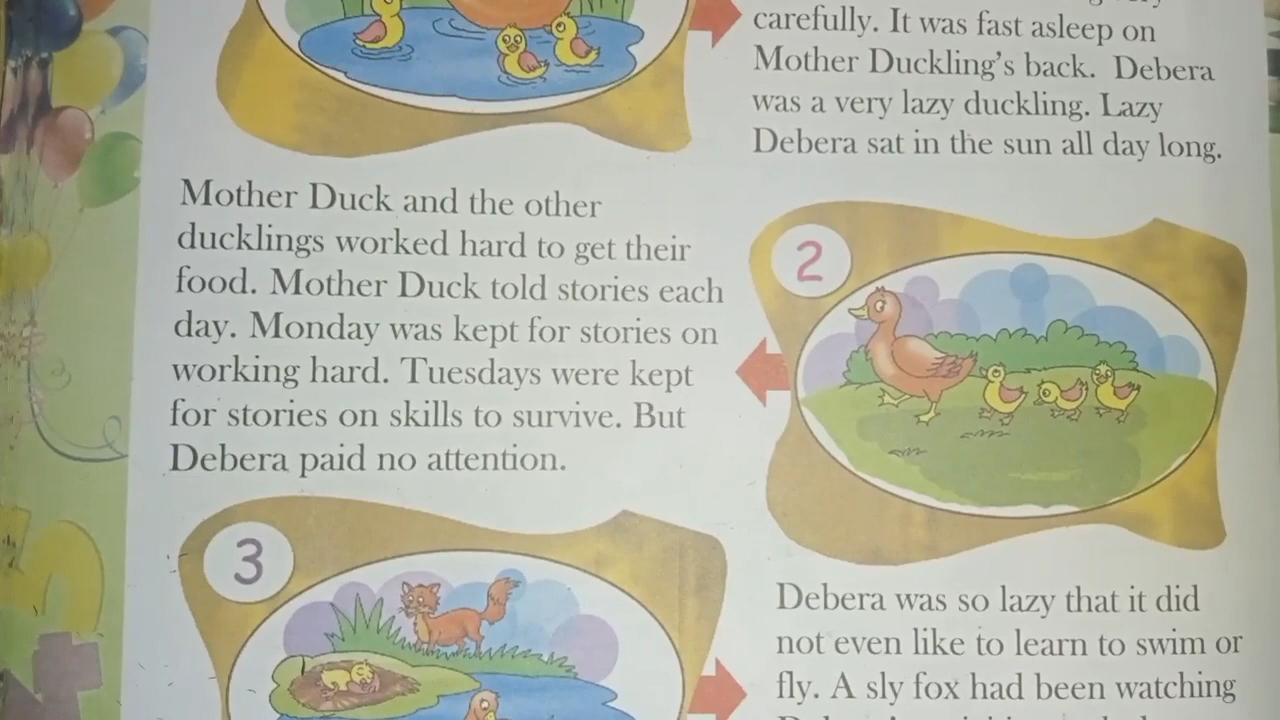 carefully. It was fast asleep on
Mother Duckling's back. Debera
was a very lazy duckling. Lazy
Debera sat in the sun all day long.
Mother Duck and the other
ducklings worked hard to get their
food. Mother Duck told stories each
day. Monday was kept for stories on
working hard. Tuesdays were kept
for stories on skills to survive. But
Debera paid no attention.
2
3
Debera was so lazy that it did
not even like to learn to swim or
fly. A sly fox had been watching